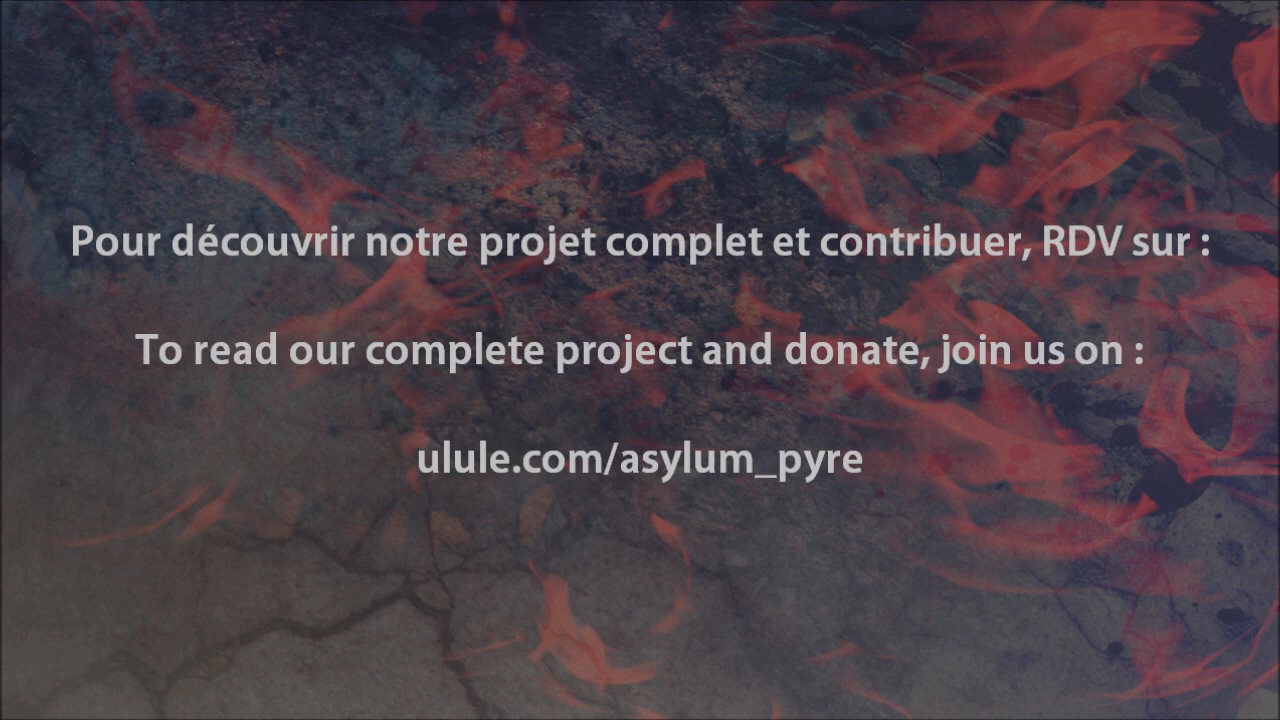 Pour découvrir notre projet complet et contribuer, RDV sur :
To read our complete project and donate, join us on :
ulule.com/asylum_pyre